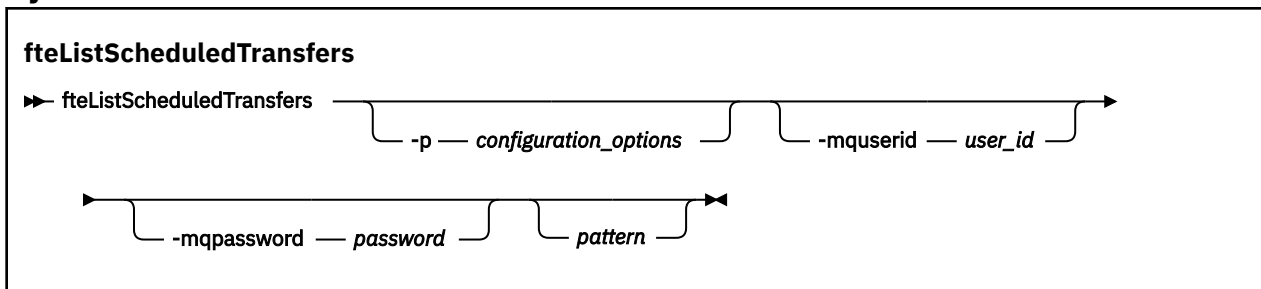 fteListScheduledTransfers
fteListScheduledTransfers
-p configuration_options -mquserid user_id
-mqpassword password pattern